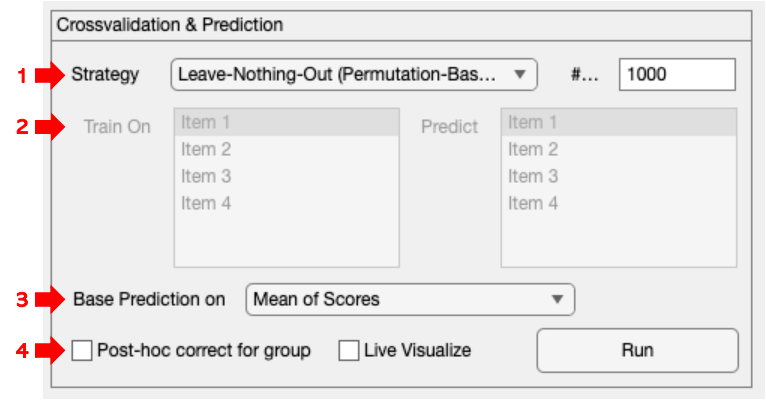 Crossvalidation & Prediction
1 Strategy Leave-Nothing-Out (Permutation-Bas... #... 1000
2 Train On Item 1 Predict Item 1
Item 2 Item 2
Item 3 Item 3
Item 4 Item 4
3 Base Prediction on Mean of Scores
4 Post-hoc correct for group Live Visualize Run